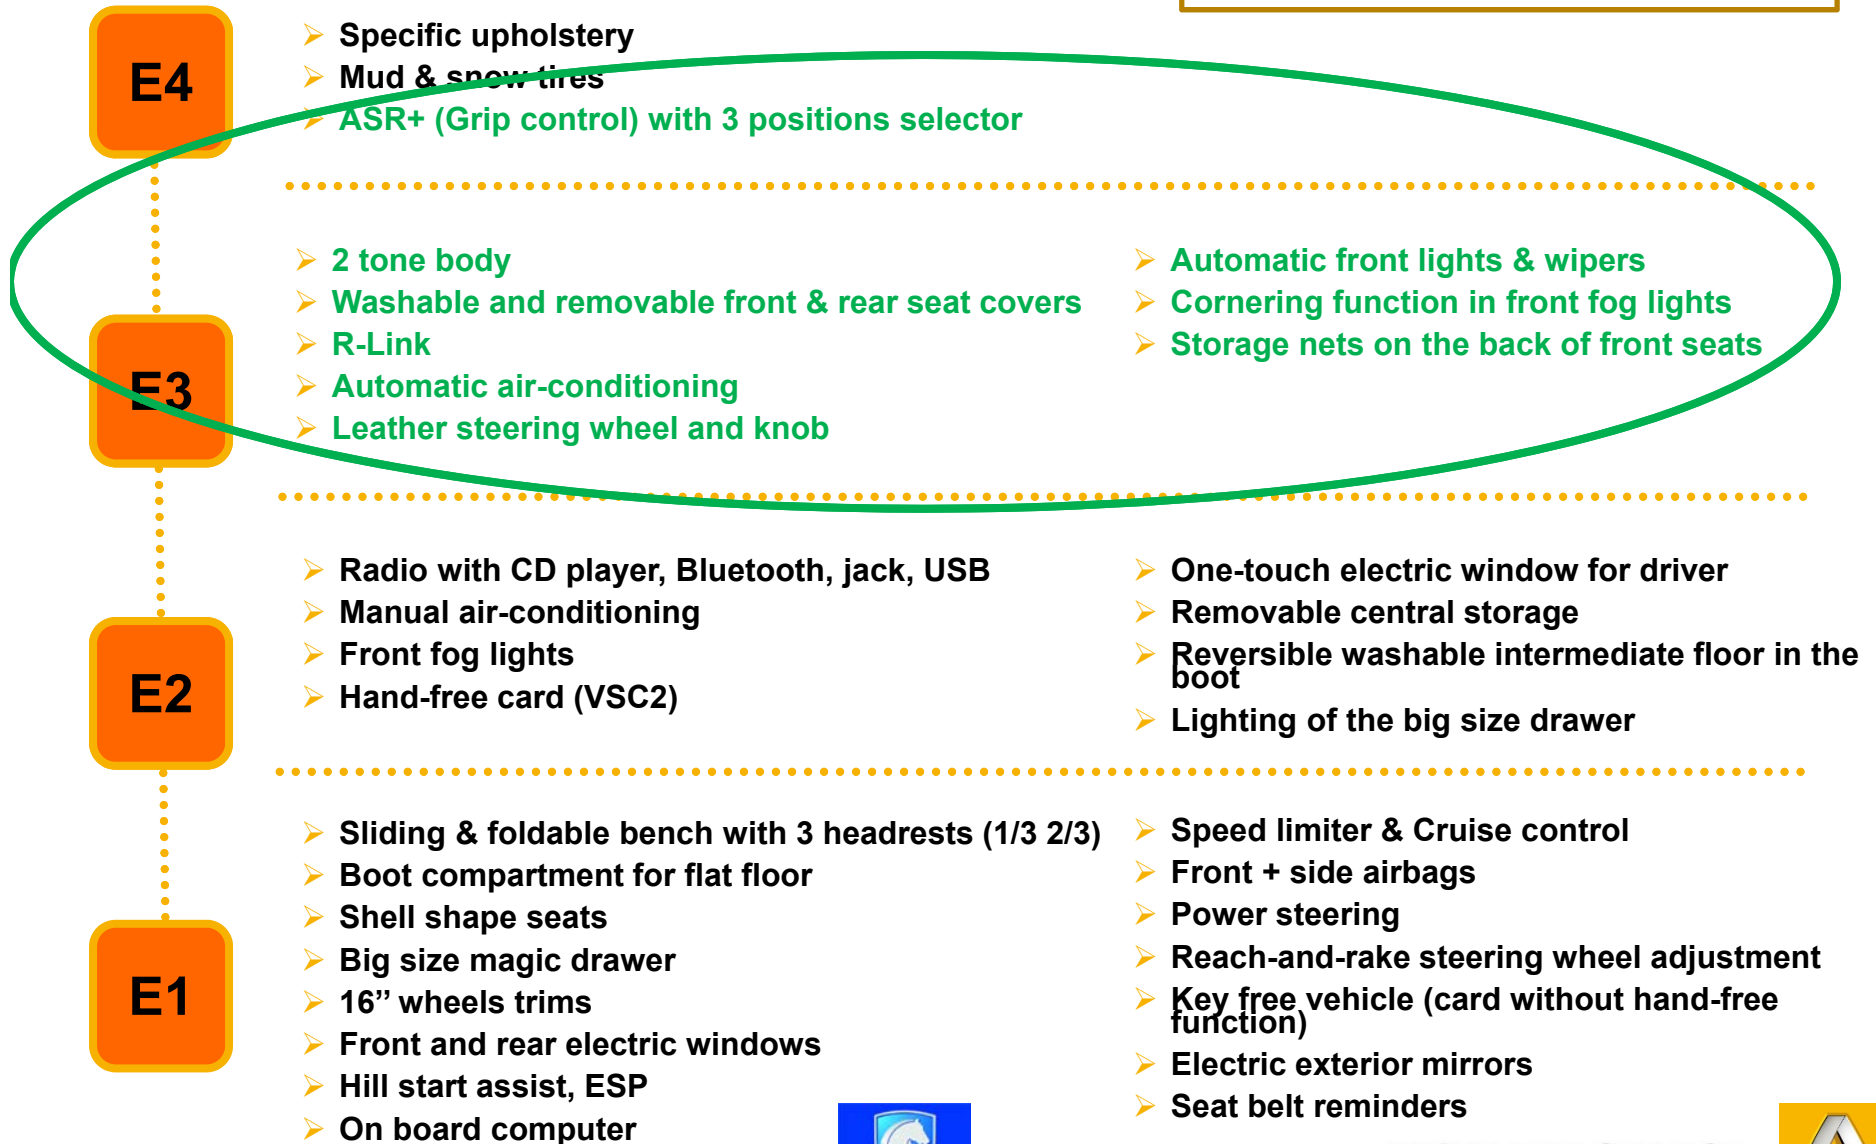 E4
Specific upholstery
Mud & snow tires
ASR+ (Grip control) with 3 positions selector
E3
2 tone body
Washable and removable front & rear seat covers
R-Link
Automatic air-conditioning
Leather steering wheel and knob
Automatic front lights & wipers
Cornering function in front fog lights
Storage nets on the back of front seats
E2
Radio with CD player, Bluetooth, jack, USB
Manual air-conditioning
Front fog lights
Hand-free card (VSC2)
One-touch electric window for driver
Removable central storage
Reversible washable intermediate floor in the
boot
Lighting of the big size drawer
E1
Sliding & foldable bench with 3 headrests (1/3 2/3)
Boot compartment for flat floor
Shell shape seats
Big size magic drawer
16’’ wheels trims
Front and rear electric windows
Hill start assist, ESP
On board computer
Speed limiter & Cruise control
Front + side airbags
Power steering
Reach-and-rake steering wheel adjustment
Key free vehicle (card without hand-free
function)
Electric exterior mirrors
Seat belt reminders